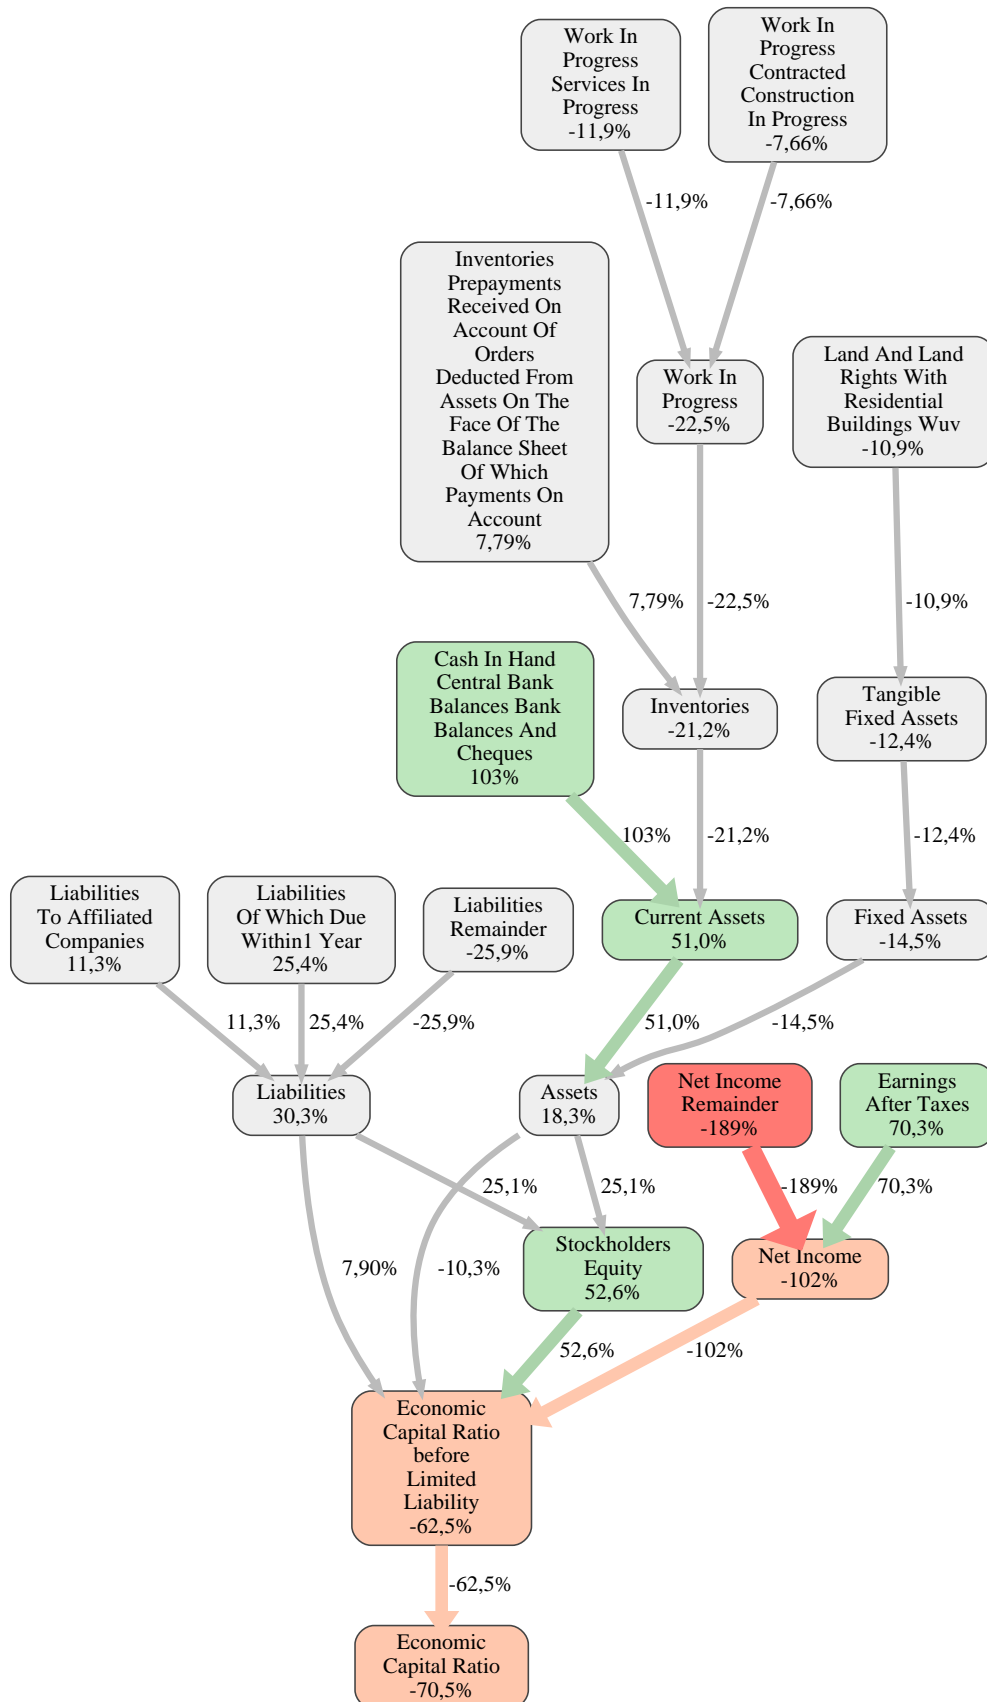 Work In
Progress
Services In
Progress
-11,9%
Work In
Progress
Contracted
Construction
In Progress
-7,66%
-11,9%
-7,66%
Inventories
Prepayments
Received On
Account Of
Orders
Deducted From
Assets On The
Face Of The
Balance Sheet
Of Which
Payments On
Account
7,79%
Work In
Progress
-22,5%
Land And Land
Rights With
Residential
Buildings Wuv
-10,9%
7,79%
-22,5%
-10,9%
Cash In Hand
Central Bank
Balances Bank
Balances And
Cheques
103%
Inventories
-21,2%
Tangible
Fixed Assets
-12,4%
103%
-21,2%
-12,4%
Liabilities
To Affiliated
Companies
11,3%
Liabilities
Of Which Due
Within1 Year
25,4%
Liabilities
Remainder
-25,9%
Current Assets
51,0%
Fixed Assets
-14,5%
11,3%
25,4%
-25,9%
51,0%
-14,5%
Liabilities
30,3%
Assets
18,3%
Net Income
Remainder
-189%
Earnings
After Taxes
70,3%
25,1%
25,1%
-189%
70,3%
7,90%
-10,3%
Stockholders
Equity
52,6%
Net Income
-102%
52,6%
-102%
Economic
Capital Ratio
before
Limited
Liability
-62,5%
-62,5%
Economic
Capital Ratio
-70,5%